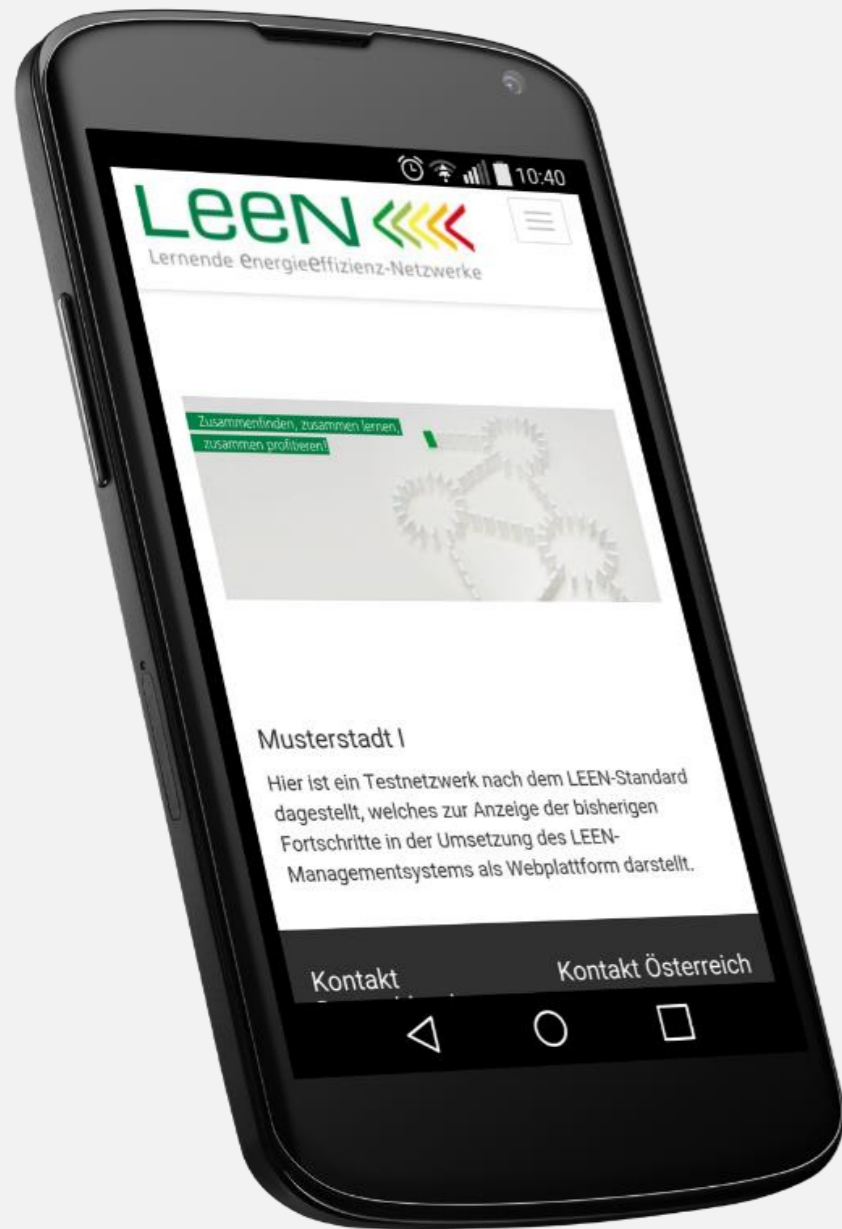 10:40
LEEN
Lernende energieeffizienz-Netzwerke
Zusammenfinden, zusammen lernen,
zusammen profitieren!
Musterstadt I
Hier ist ein Testnetzwerk nach dem LEEN-Standard
dagestellt, welches zur Anzeige der bisherigen
Fortschritte in der Umsetzung des LEEN-
Managementsystems als Webplattform darstellt.
Kontakt
Kontakt Österreich